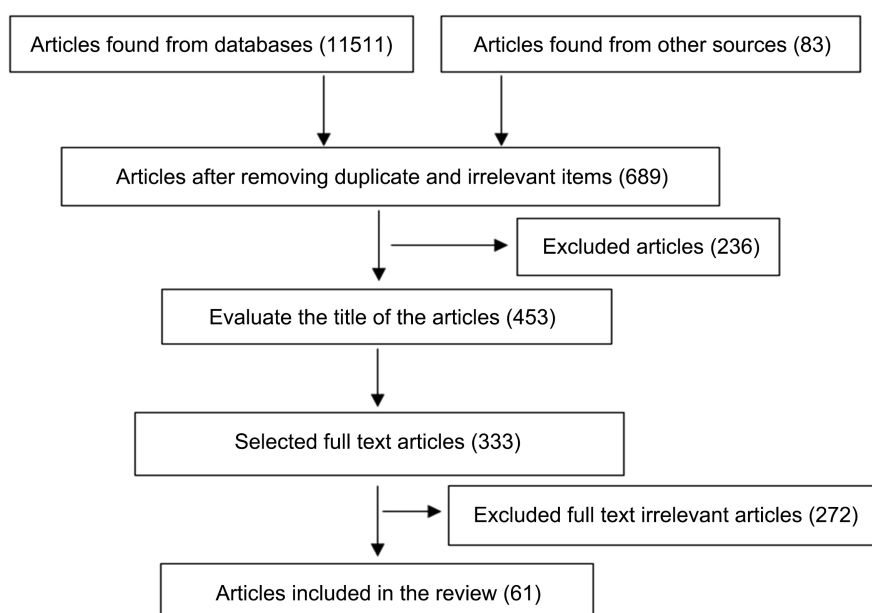 Articles found from databases (11511)
Articles found from other sources (83)
Articles after removing duplicate and irrelevant items (689)
Excluded articles (236)
Evaluate the title of the articles (453)
Selected full text articles (333)
Excluded full text irrelevant articles (272)
Articles included in the review (61)